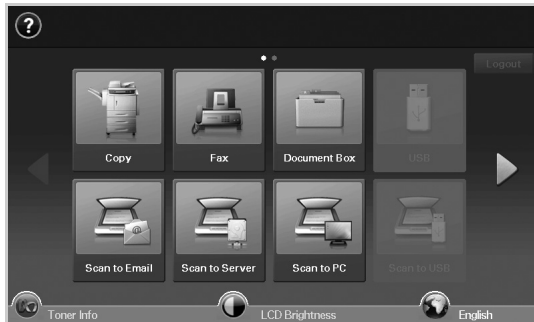 ?
Logout
Copy
Fax
Document Box
USB
Scan to Email
Scan to Server
Scan to PC
Scan to USB
Toner Info
LCD Brightness
English